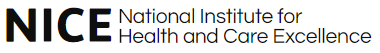 NICE National Institute for
Health and Care Excellence